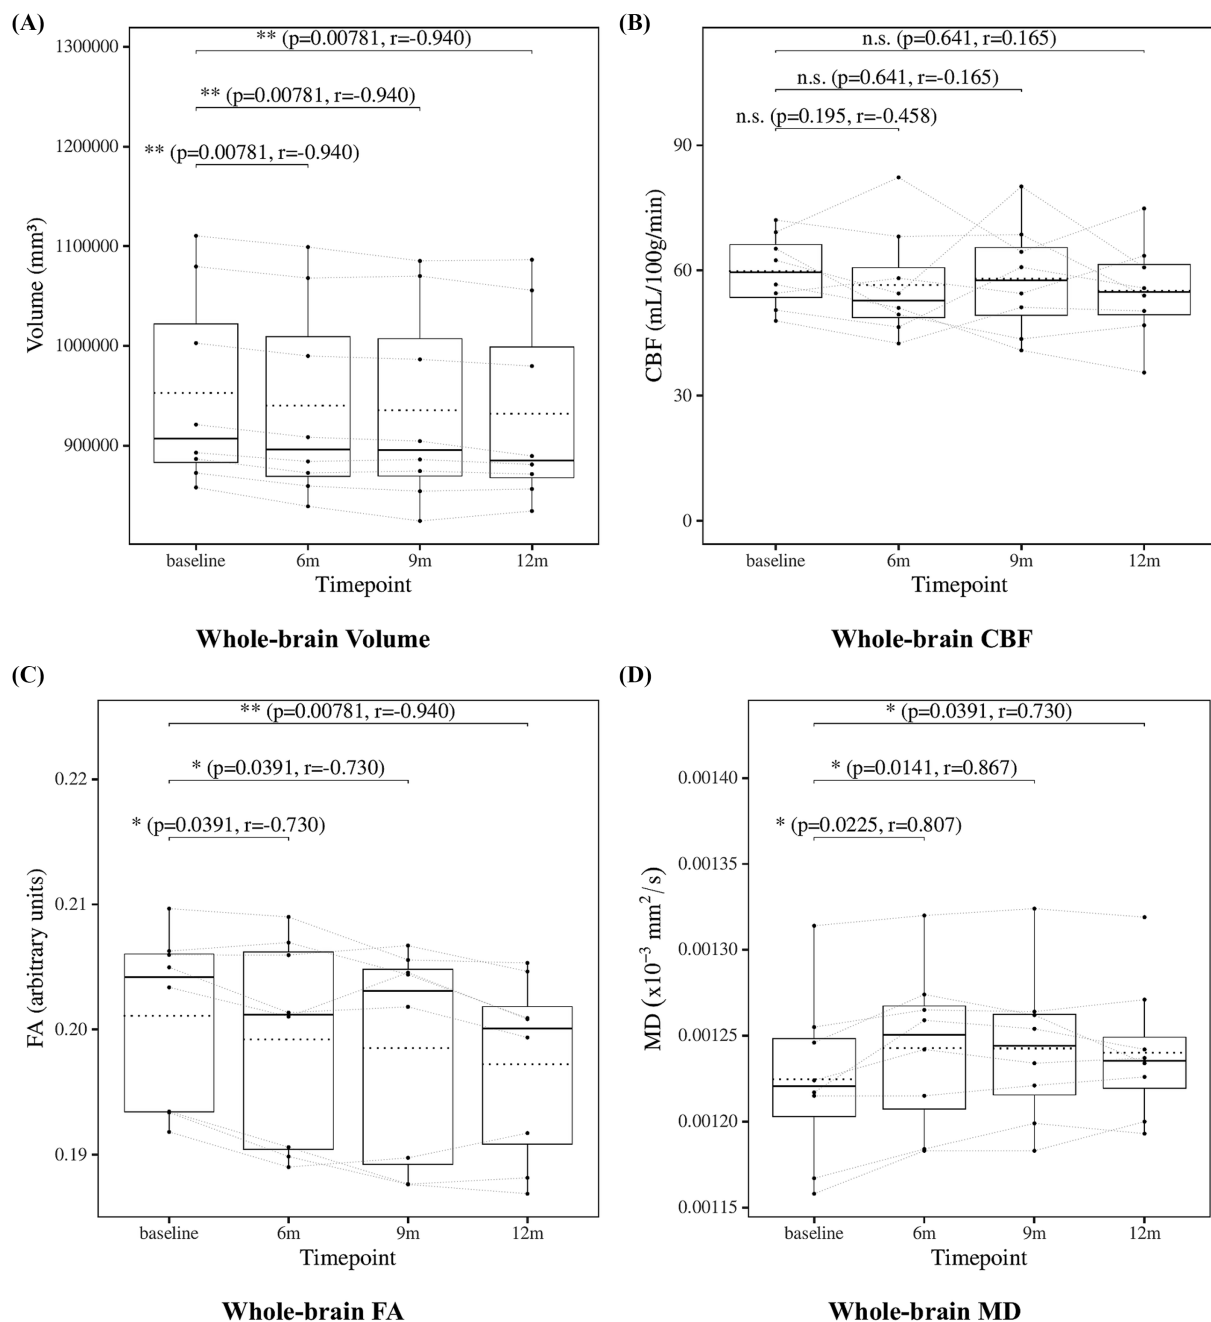 (A)
** (p=0.00781, r=-0.940)
** (p=0.00781, r=-0.940)
** (p=0.00781, r=-0.940)
1300000
1200000
1100000
1000000
900000
Volume (mm³)
baseline 6m 9m 12m
Timepoint
Whole-brain Volume
(B)
n.s. (p=0.641, r=0.165)
n.s. (p=0.641, r=-0.165)
n.s. (p=0.195, r=-0.458)
90
60
30
0
CBF (mL/100g/min)
baseline 6m 9m 12m
Timepoint
Whole-brain CBF
(C)
** (p=0.00781, r=-0.940)
* (p=0.0391, r=-0.730)
* (p=0.0391, r=-0.730)
0.22
0.21
0.20
0.19
FA (arbitrary units)
baseline 6m 9m 12m
Timepoint
Whole-brain FA
(D)
* (p=0.0391, r=0.730)
* (p=0.0141, r=0.867)
* (p=0.0225, r=0.807)
0.00140
0.00135
0.00130
0.00125
0.00120
0.00115
MD (x10⁻³ mm²/s)
baseline 6m 9m 12m
Timepoint
Whole-brain MD